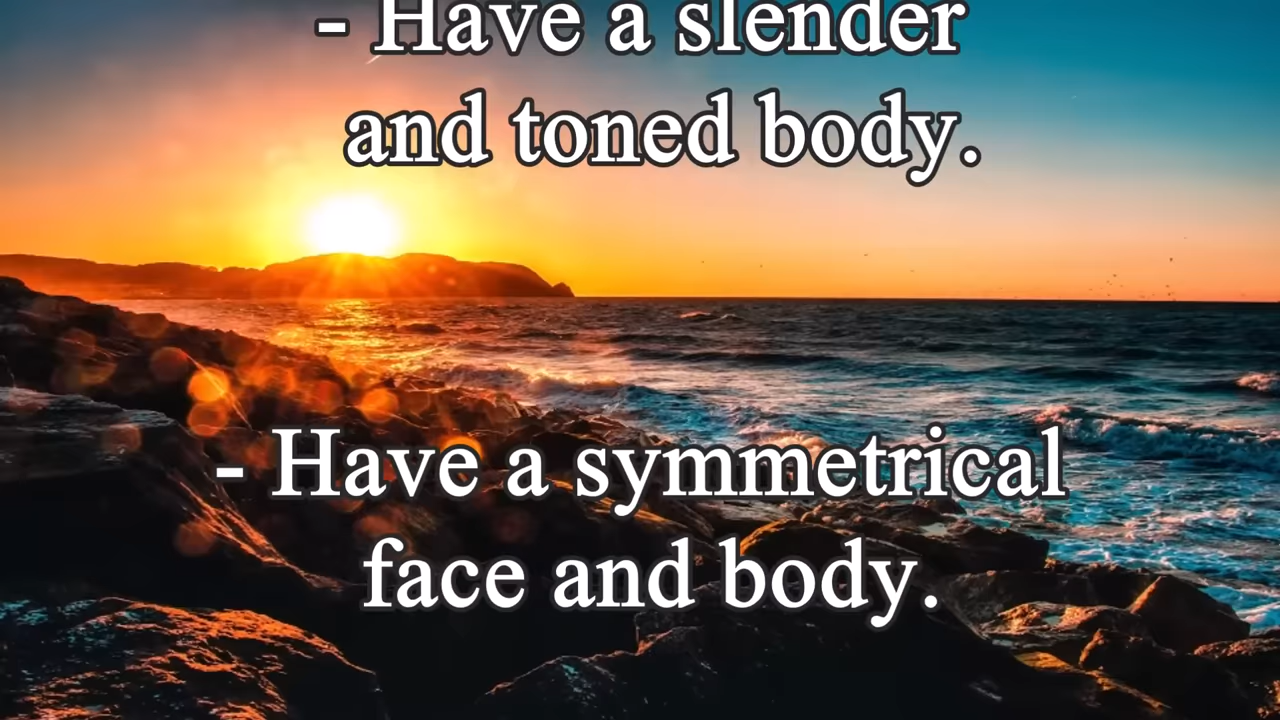 - Have a slender
and toned body.
- Have a symmetrical
face and body.